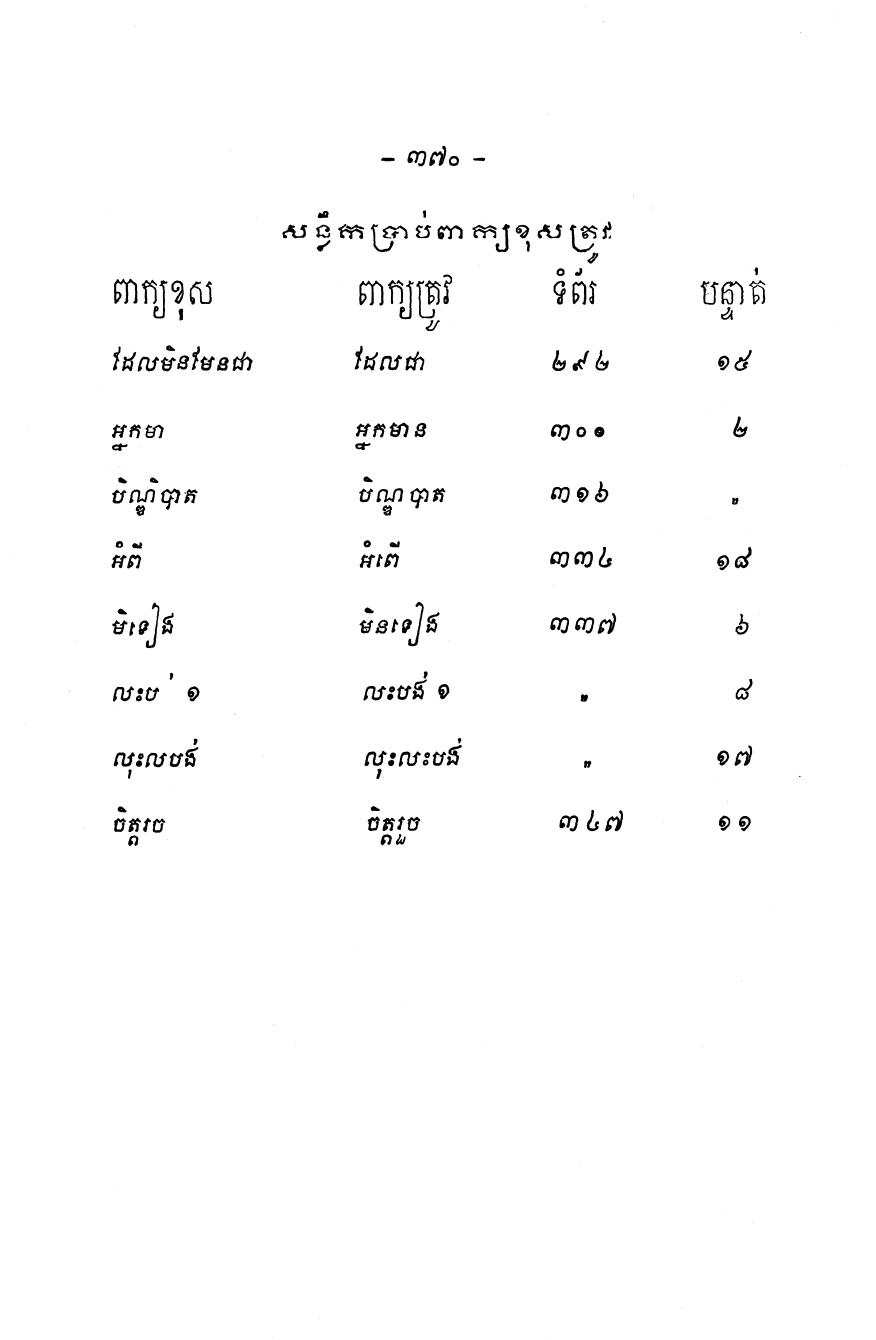 – ៣៧០ –
សន្លឹកប្រាប់ពាក្យខុសត្រូវ
ពាក្យខុស ពាក្យត្រូវ ទំព័រ បន្ទាត់
ដែលមិនមែនជា ដែលជា ២៩២ ១៥
អ្នកមា អ្នកមាន ៣០១ ២
បិណ្ឌិបាត បិណ្ឌបាត ៣១៦ "
អំពី អំពើ ៣៣៤ ១៨
មិទៀង មិនទៀង ៣៣៧ ៦
លះប ់ ១ លះបង់ ១ " ៨
លុះលបង់ លុះលះបង់ " ១៧
ចិត្តរច ចិត្តរួច ៣៤៧ ១១